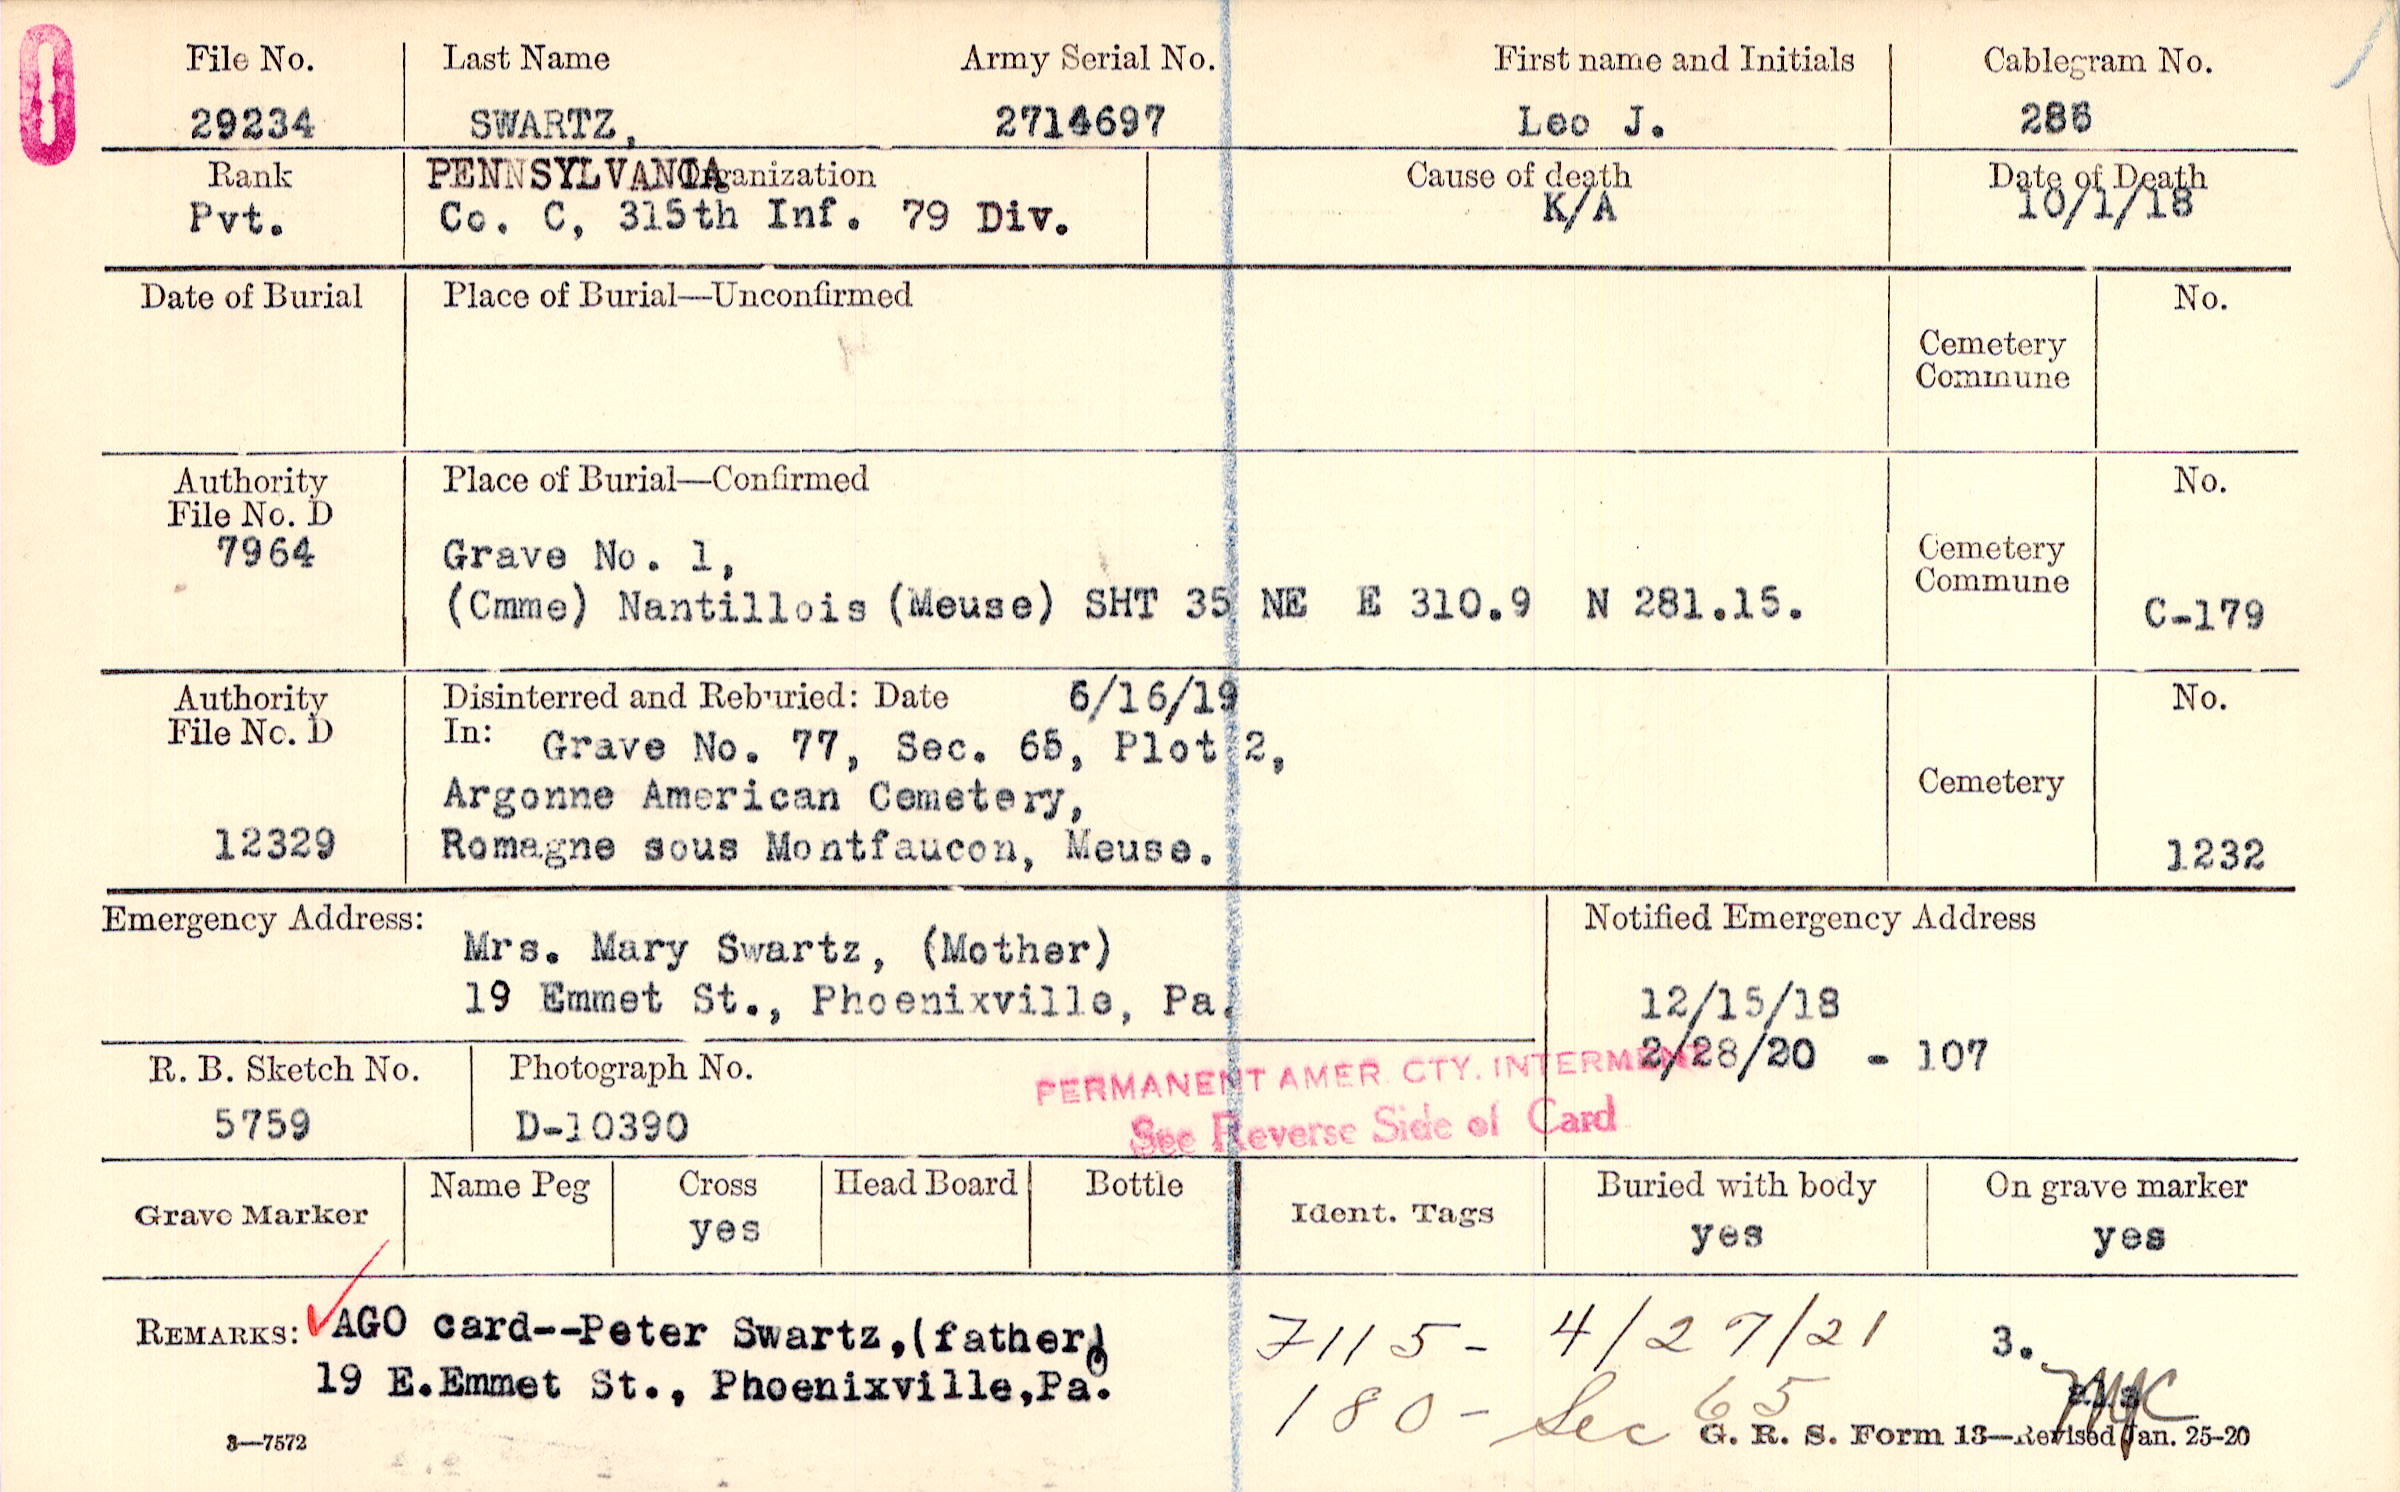 File No. Last Name Army Serial No. First name and Initials Cablegram No.
29234 SWARTZ, 2714697 Leo J. 286
Rank PENNSYLVANIA Organization Cause of death Date of Death
Pvt. Co. C, 315th Inf. 79 Div. K/A 10/1/18
Date of Burial Place of Burial—Unconfirmed No.
Cemetery
Commune
Authority Place of Burial—Confirmed No.
File No. D
7964 Grave No. 1, Cemetery
(Cmme) Nantillois (Meuse) SHT 35 NE E 310.9 N 281.15. Commune C-179
Authority Disinterred and Reburied: Date 6/16/19 No.
File No. D In: Grave No. 77, Sec. 65, Plot 2,
Argonne American Cemetery, Cemetery
12329 Romagne sous Montfaucon, Meuse. 1232
Emergency Address: Notified Emergency Address
Mrs. Mary Swartz, (Mother)
19 Emmet St., Phoenixville, Pa. 12/15/18
2/28/20 - 107
R. B. Sketch No. Photograph No. PERMANENT AMER. CTY. INTERMENT
5759 D-10390 See Reverse Side of Card
Grave Marker Name Peg Cross Head Board Bottle Ident. Tags Buried with body On grave marker
yes yes yes
REMARKS: AGO card--Peter Swartz,(father) 7115- 4/27/21 3.
19 E.Emmet St., Phoenixville,Pa. 180- Sec 65
3—7572 G. R. S. Form 13—Revised Jan. 25-20